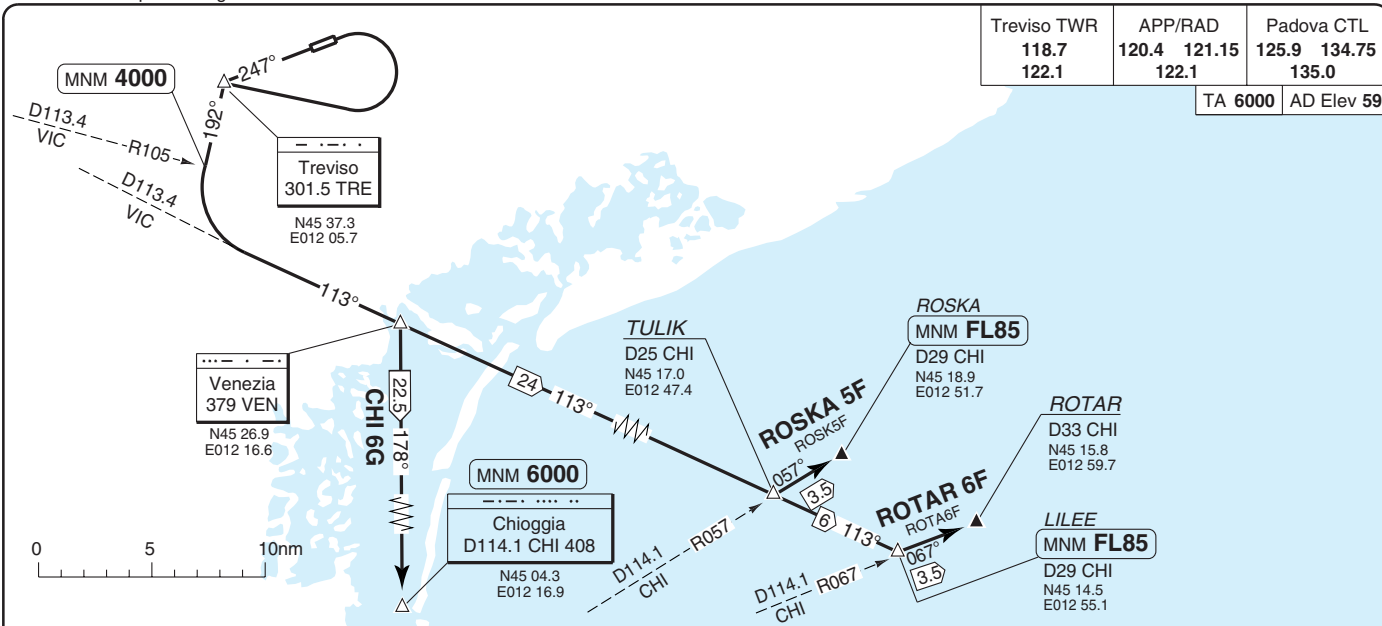 Treviso TWR
118.7
122.1
APP/RAD
120.4 121.15
122.1
Padova CTL
125.9 134.75
135.0
TA 6000
AD Elev 59
MNM 4000
247°
192°
D113.4
VIC
R105
D113.4
VIC
Treviso
301.5 TRE
N45 37.3
E012 05.7
113°
Venezia
379 VEN
N45 26.9
E012 16.6
22.5
178°
CHI 6G
24
113°
MNM 6000
Chioggia
D114.1 CHI 408
N45 04.3
E012 16.9
TULIK
D25 CHI
N45 17.0
E012 47.4
ROSKA
MNM FL85
D29 CHI
N45 18.9
E012 51.7
ROSKA 5F
ROSK5F
057°
3.5
D114.1
CHI
R057
6
113°
ROTAR
D33 CHI
N45 15.8
E012 59.7
ROTAR 6F
ROTA6F
067°
3.5
D114.1
CHI
R067
LILEE
MNM FL85
D29 CHI
N45 14.5
E012 55.1
0 5 10nm